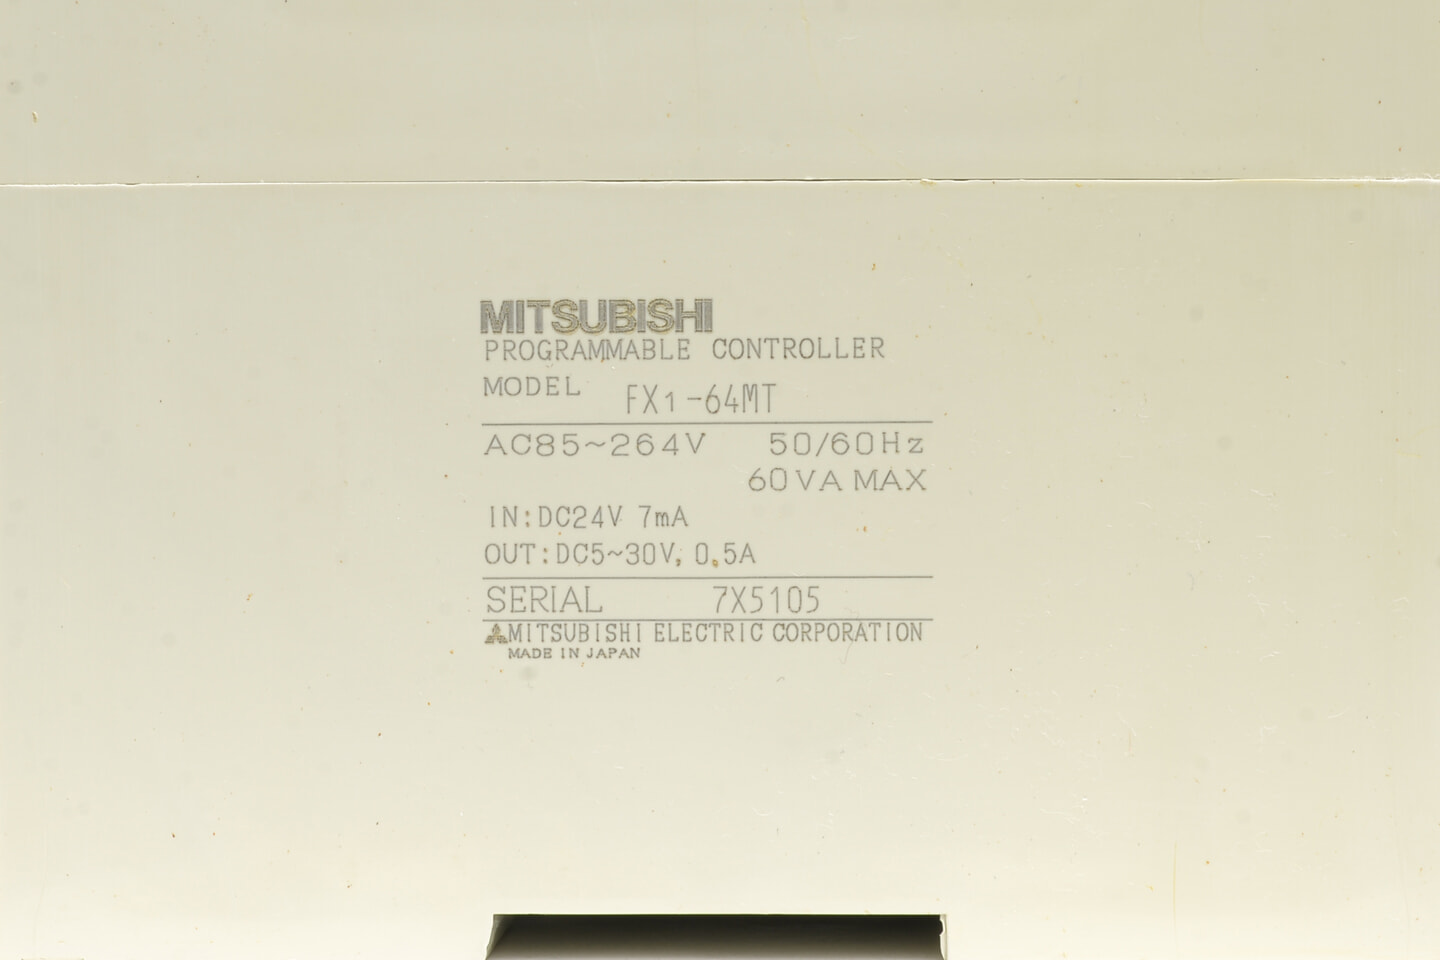 MITSUBISHI
PROGRAMMABLE CONTROLLER
MODEL FX1-64MT
AC85~264V 50/60Hz
60VA MAX
IN:DC24V 7mA
OUT:DC5~30V, 0.5A
SERIAL 7X5105
MITSUBISHI ELECTRIC CORPORATION
MADE IN JAPAN